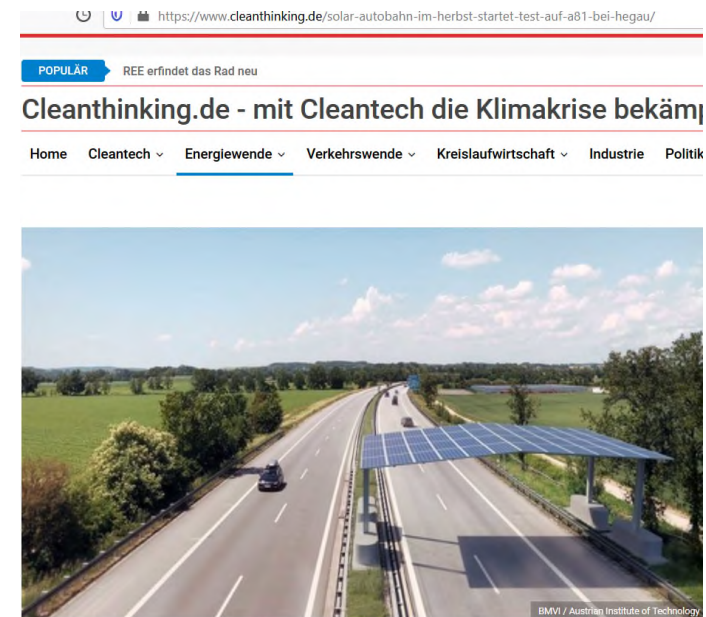 https://www.cleanthinking.de/solar-autobahn-im-herbst-startet-test-auf-a81-bei-hegau/
POPULÄR REE erfindet das Rad neu
Cleanthinking.de - mit Cleantech die Klimakrise bekämp
Home Cleantech Energiewende Verkehrswende Kreislaufwirtschaft Industrie Politik
BMVI / Austrian Institute of Technology